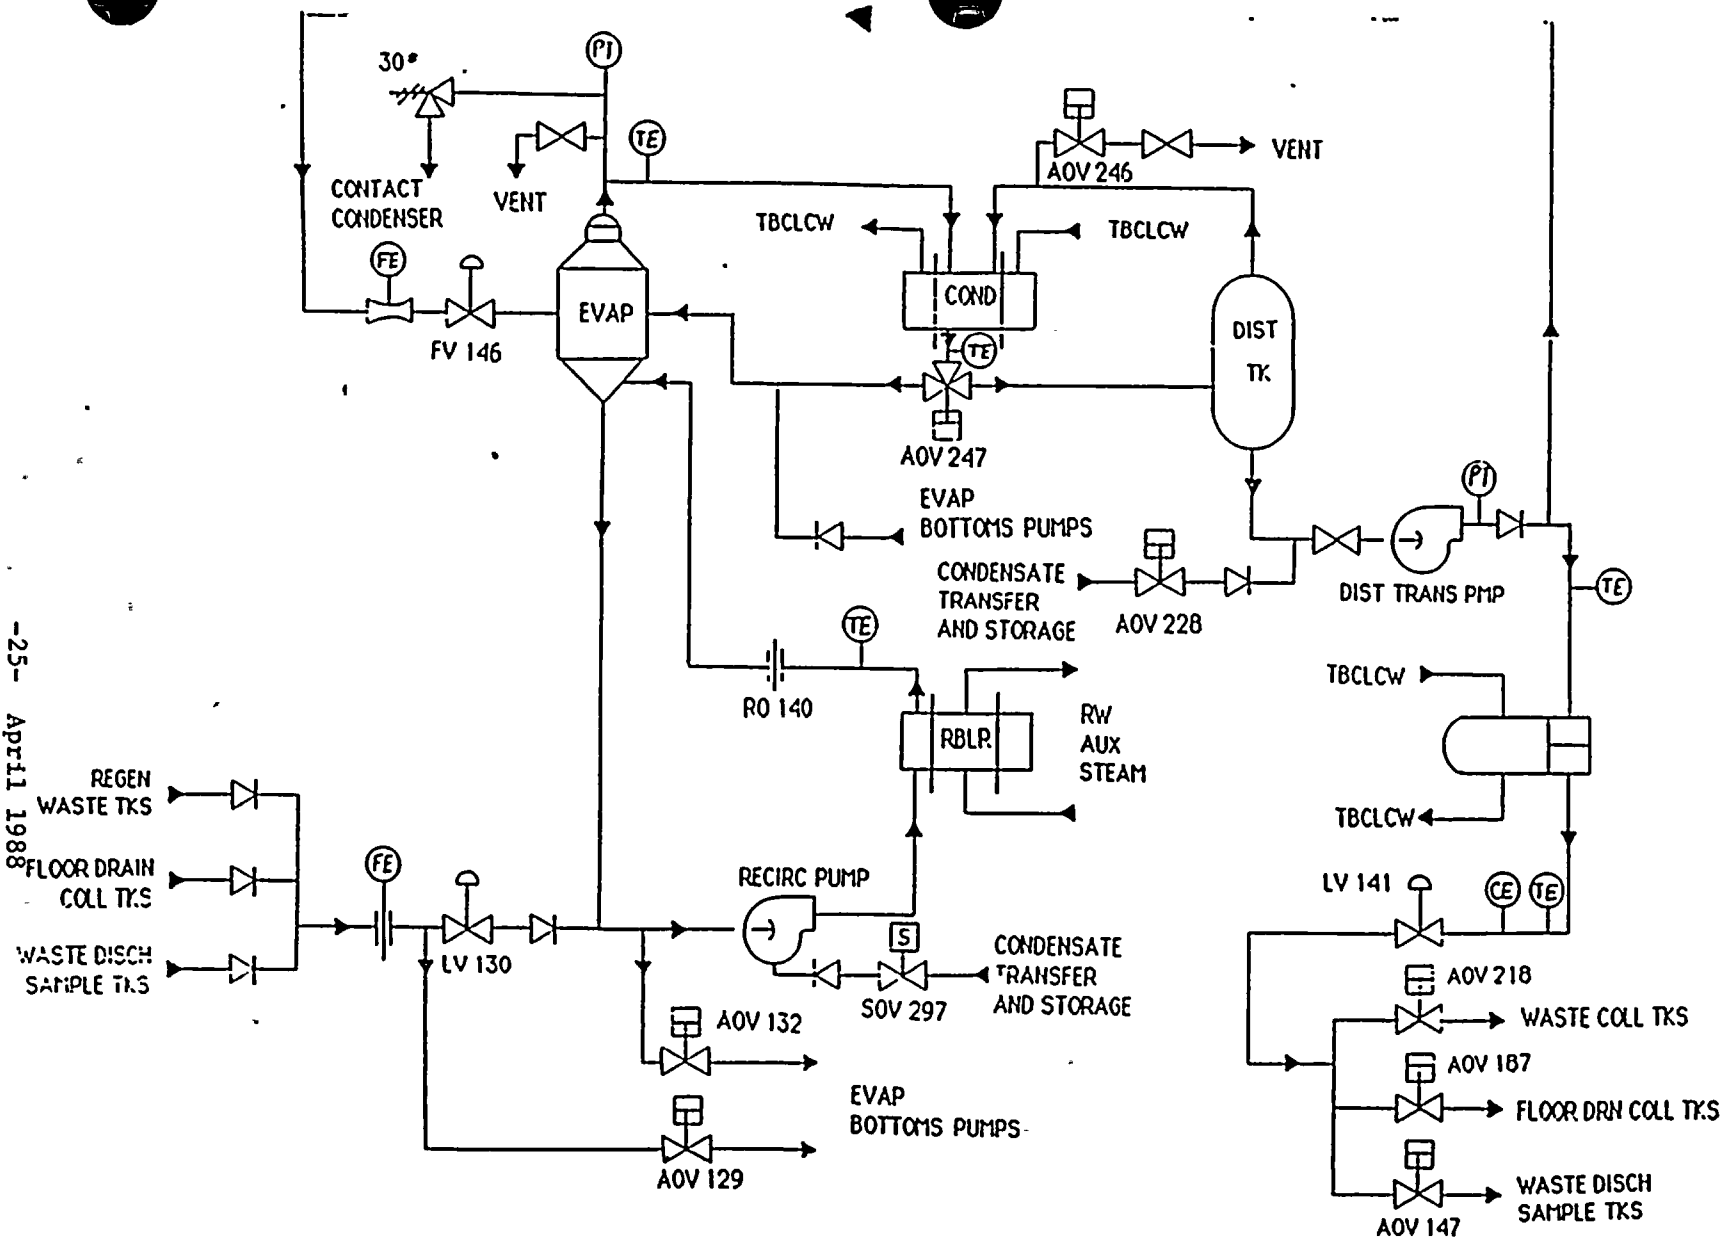 30#
PI
TE
VENT
CONTACT
CONDENSER
AOV 246
VENT
TBCLCW
TBCLCW
FE
FV 146
EVAP
COND
TE
AOV 247
DIST
TK
EVAP
BOTTOMS PUMPS
PI
DIST TRANS PMP
TE
CONDENSATE
TRANSFER
AND STORAGE
AOV 228
TE
RO 140
RBLR
RW
AUX
STEAM
TBCLCW
TBCLCW
-25- April 1988
REGEN
WASTE TKS
FLOOR DRAIN
COLL TKS
WASTE DISCH
SAMPLE TKS
FE
LV 130
RECIRC PUMP
S
SOV 297
CONDENSATE
TRANSFER
AND STORAGE
AOV 132
EVAP
BOTTOMS PUMPS
AOV 129
LV 141
CE
TE
AOV 218
WASTE COLL TKS
AOV 187
FLOOR DRN COLL TKS
WASTE DISCH
SAMPLE TKS
AOV 147